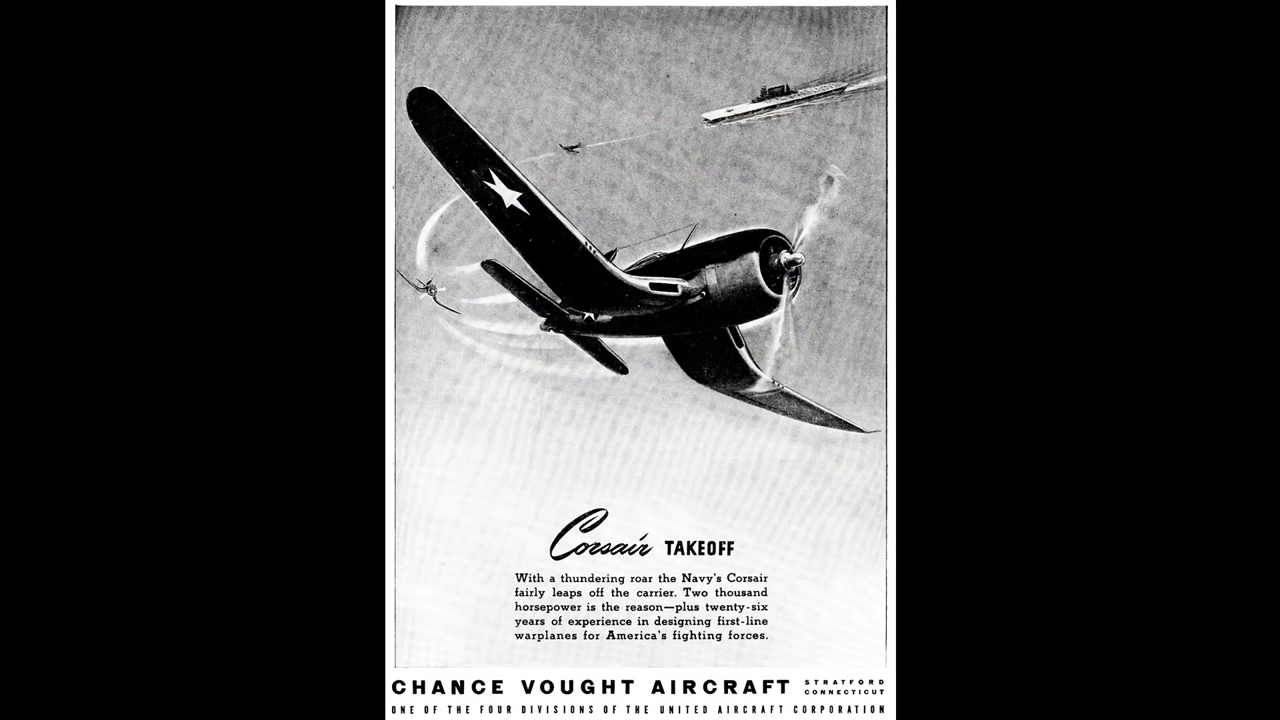 Corsair TAKEOFF
With a thundering roar the Navy's Corsair
fairly leaps off the carrier. Two thousand
horsepower is the reason—plus twenty-six
years of experience in designing first-line
warplanes for America's fighting forces.
CHANCE VOUGHT AIRCRAFT
STRATFORD
CONNECTICUT
ONE OF THE FOUR DIVISIONS OF THE UNITED AIRCRAFT CORPORATION